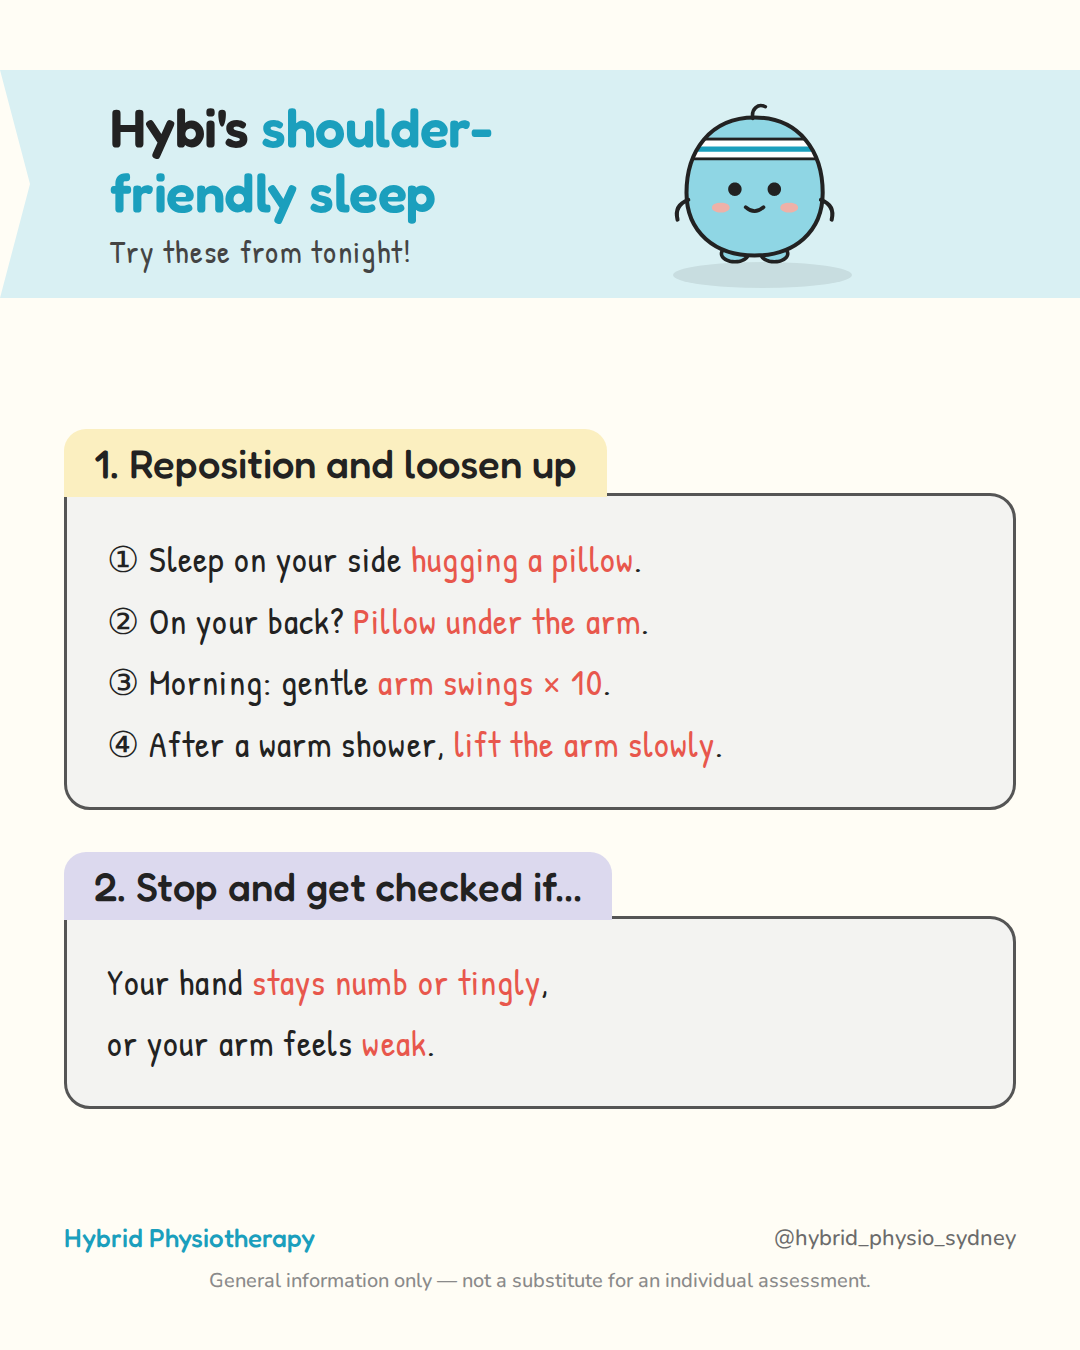 Hybi's shoulder-
friendly sleep
Try these from tonight!
1. Reposition and loosen up
① Sleep on your side hugging a pillow.
② On your back? Pillow under the arm.
③ Morning: gentle arm swings × 10.
④ After a warm shower, lift the arm slowly.
2. Stop and get checked if...
Your hand stays numb or tingly,
or your arm feels weak.
Hybrid Physiotherapy
@hybrid_physio_sydney
General information only — not a substitute for an individual assessment.